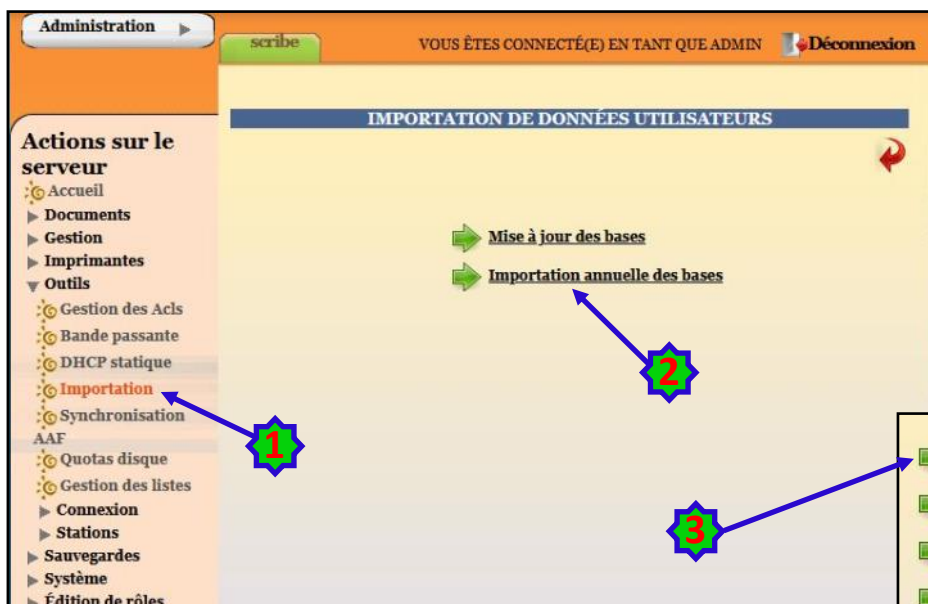 Administration
scribe
VOUS ÊTES CONNECTÉ(E) EN TANT QUE ADMIN
Déconnexion
IMPORTATION DE DONNÉES UTILISATEURS
Actions sur le
serveur
Accueil
Documents
Gestion
Imprimantes
Outils
Gestion des Acls
Bande passante
DHCP statique
Importation
Synchronisation
AAF
Quotas disque
Gestion des listes
Connexion
Stations
Sauvegardes
Système
Édition de rôles
Mise à jour des bases
Importation annuelle des bases
1
2
3